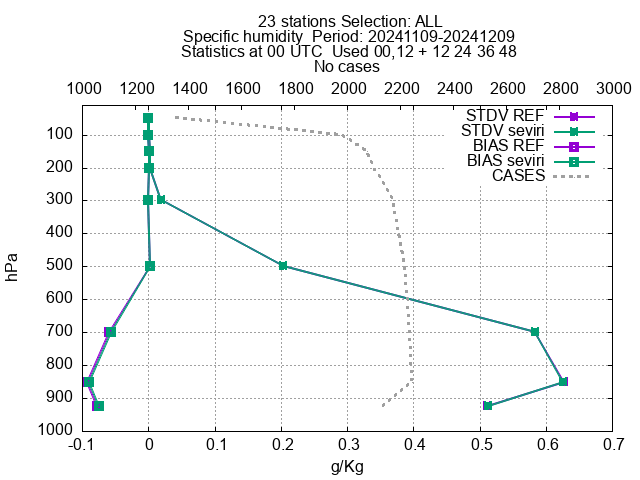 23 stations Selection: ALL
Specific humidity  Period: 20241109-20241209
Statistics at 00 UTC  Used 00,12 + 12 24 36 48
No cases
1000 1200 1400 1600 1800 2000 2200 2400 2600 2800 3000
STDV REF
STDV seviri
BIAS REF
BIAS seviri
CASES
100
200
300
400
500
600
700
800
900
1000
hPa
-0.1 0 0.1 0.2 0.3 0.4 0.5 0.6 0.7
g/Kg